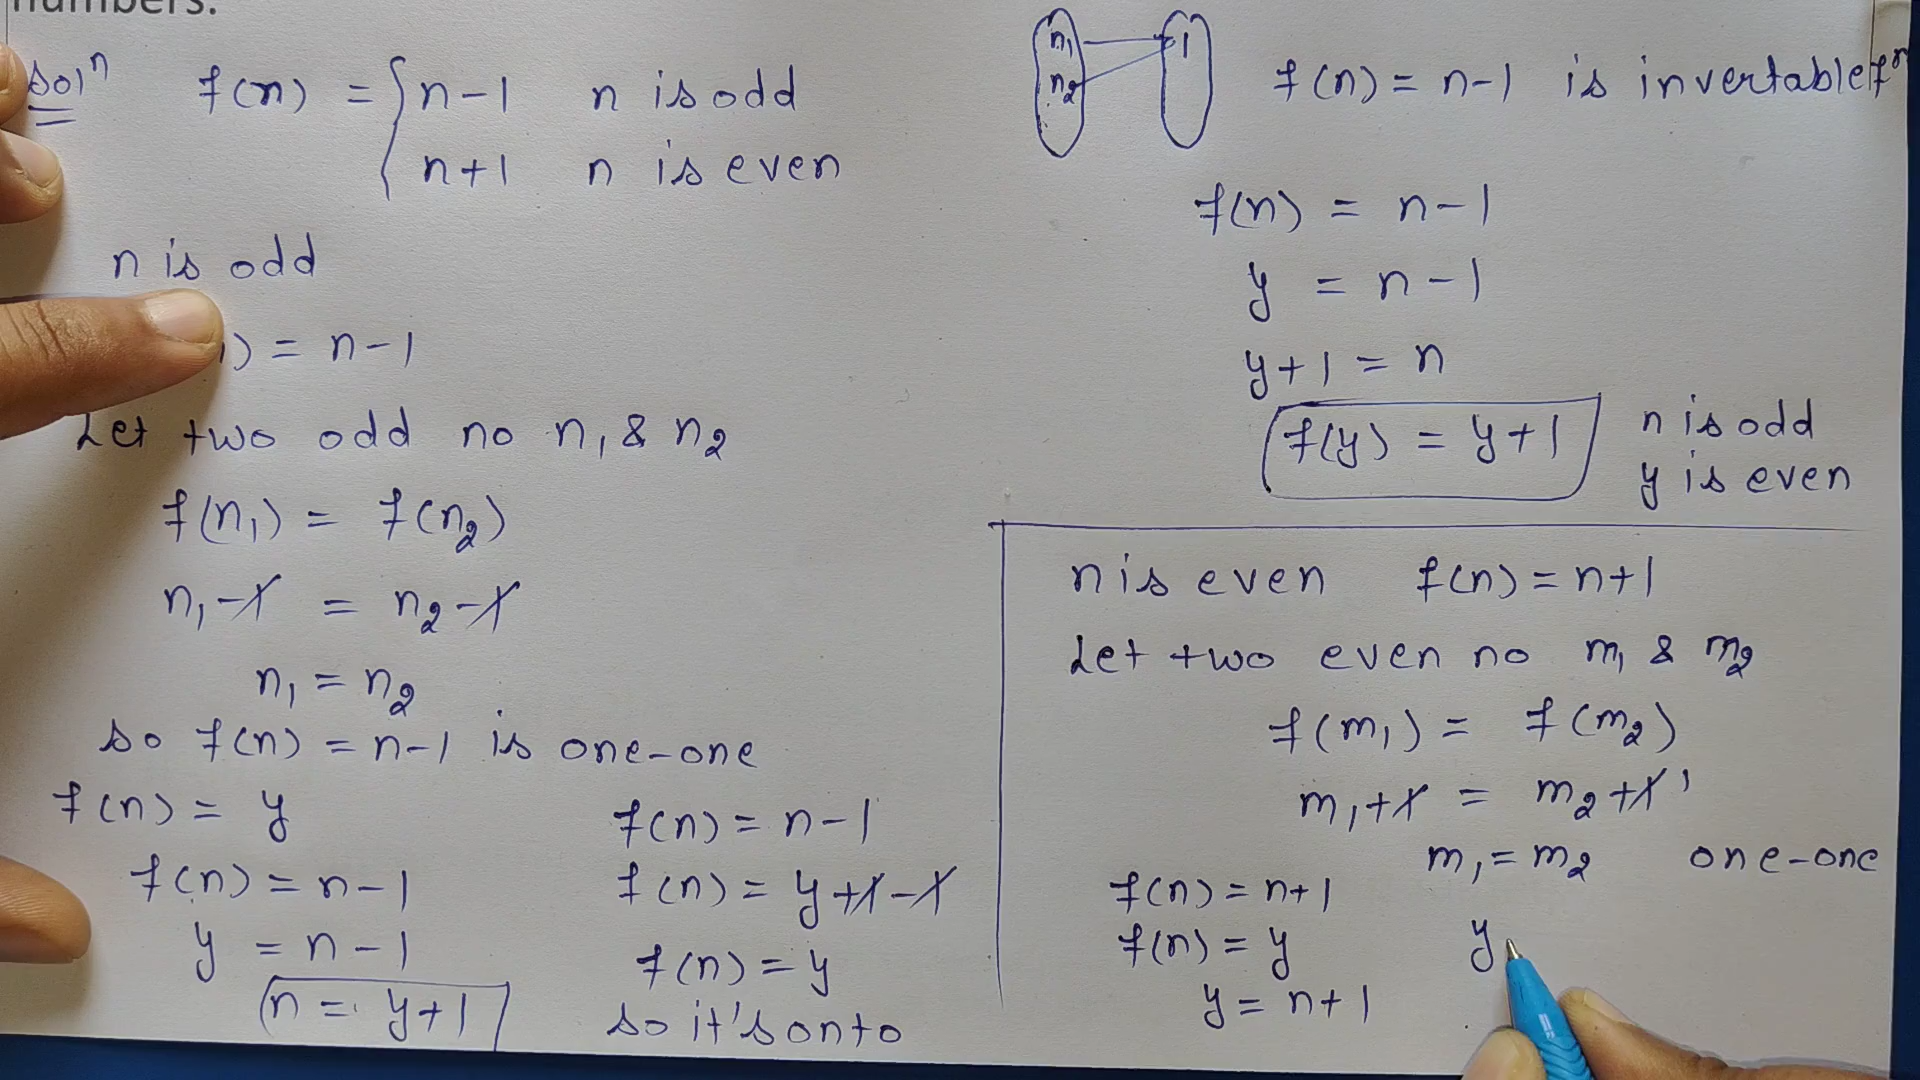 numbers.
Solⁿ f(n) = { n-1 n is odd
n+1 n is even
n is odd
) = n-1
Let two odd no n₁ & n₂
f(n₁) = f(n₂)
n₁-1 = n₂-1
n₁ = n₂
so f(n) = n-1 is one-one
f(n) = y
f(n) = n-1
y = n-1
n = y+1
f(n) = n-1
f(n) = y+1-1
f(n) = y
so it's onto
n₁ 1
n₂
f(n) = n-1 is invertable fⁿ
f(n) = n-1
y = n-1
y+1 = n
f(y) = y+1 n is odd
y is even
n is even f(n) = n+1
Let two even no m₁ & m₂
f(m₁) = f(m₂)
m₁+1 = m₂+1
m₁ = m₂ one-one
f(n) = n+1
f(n) = y
y = n+1
y